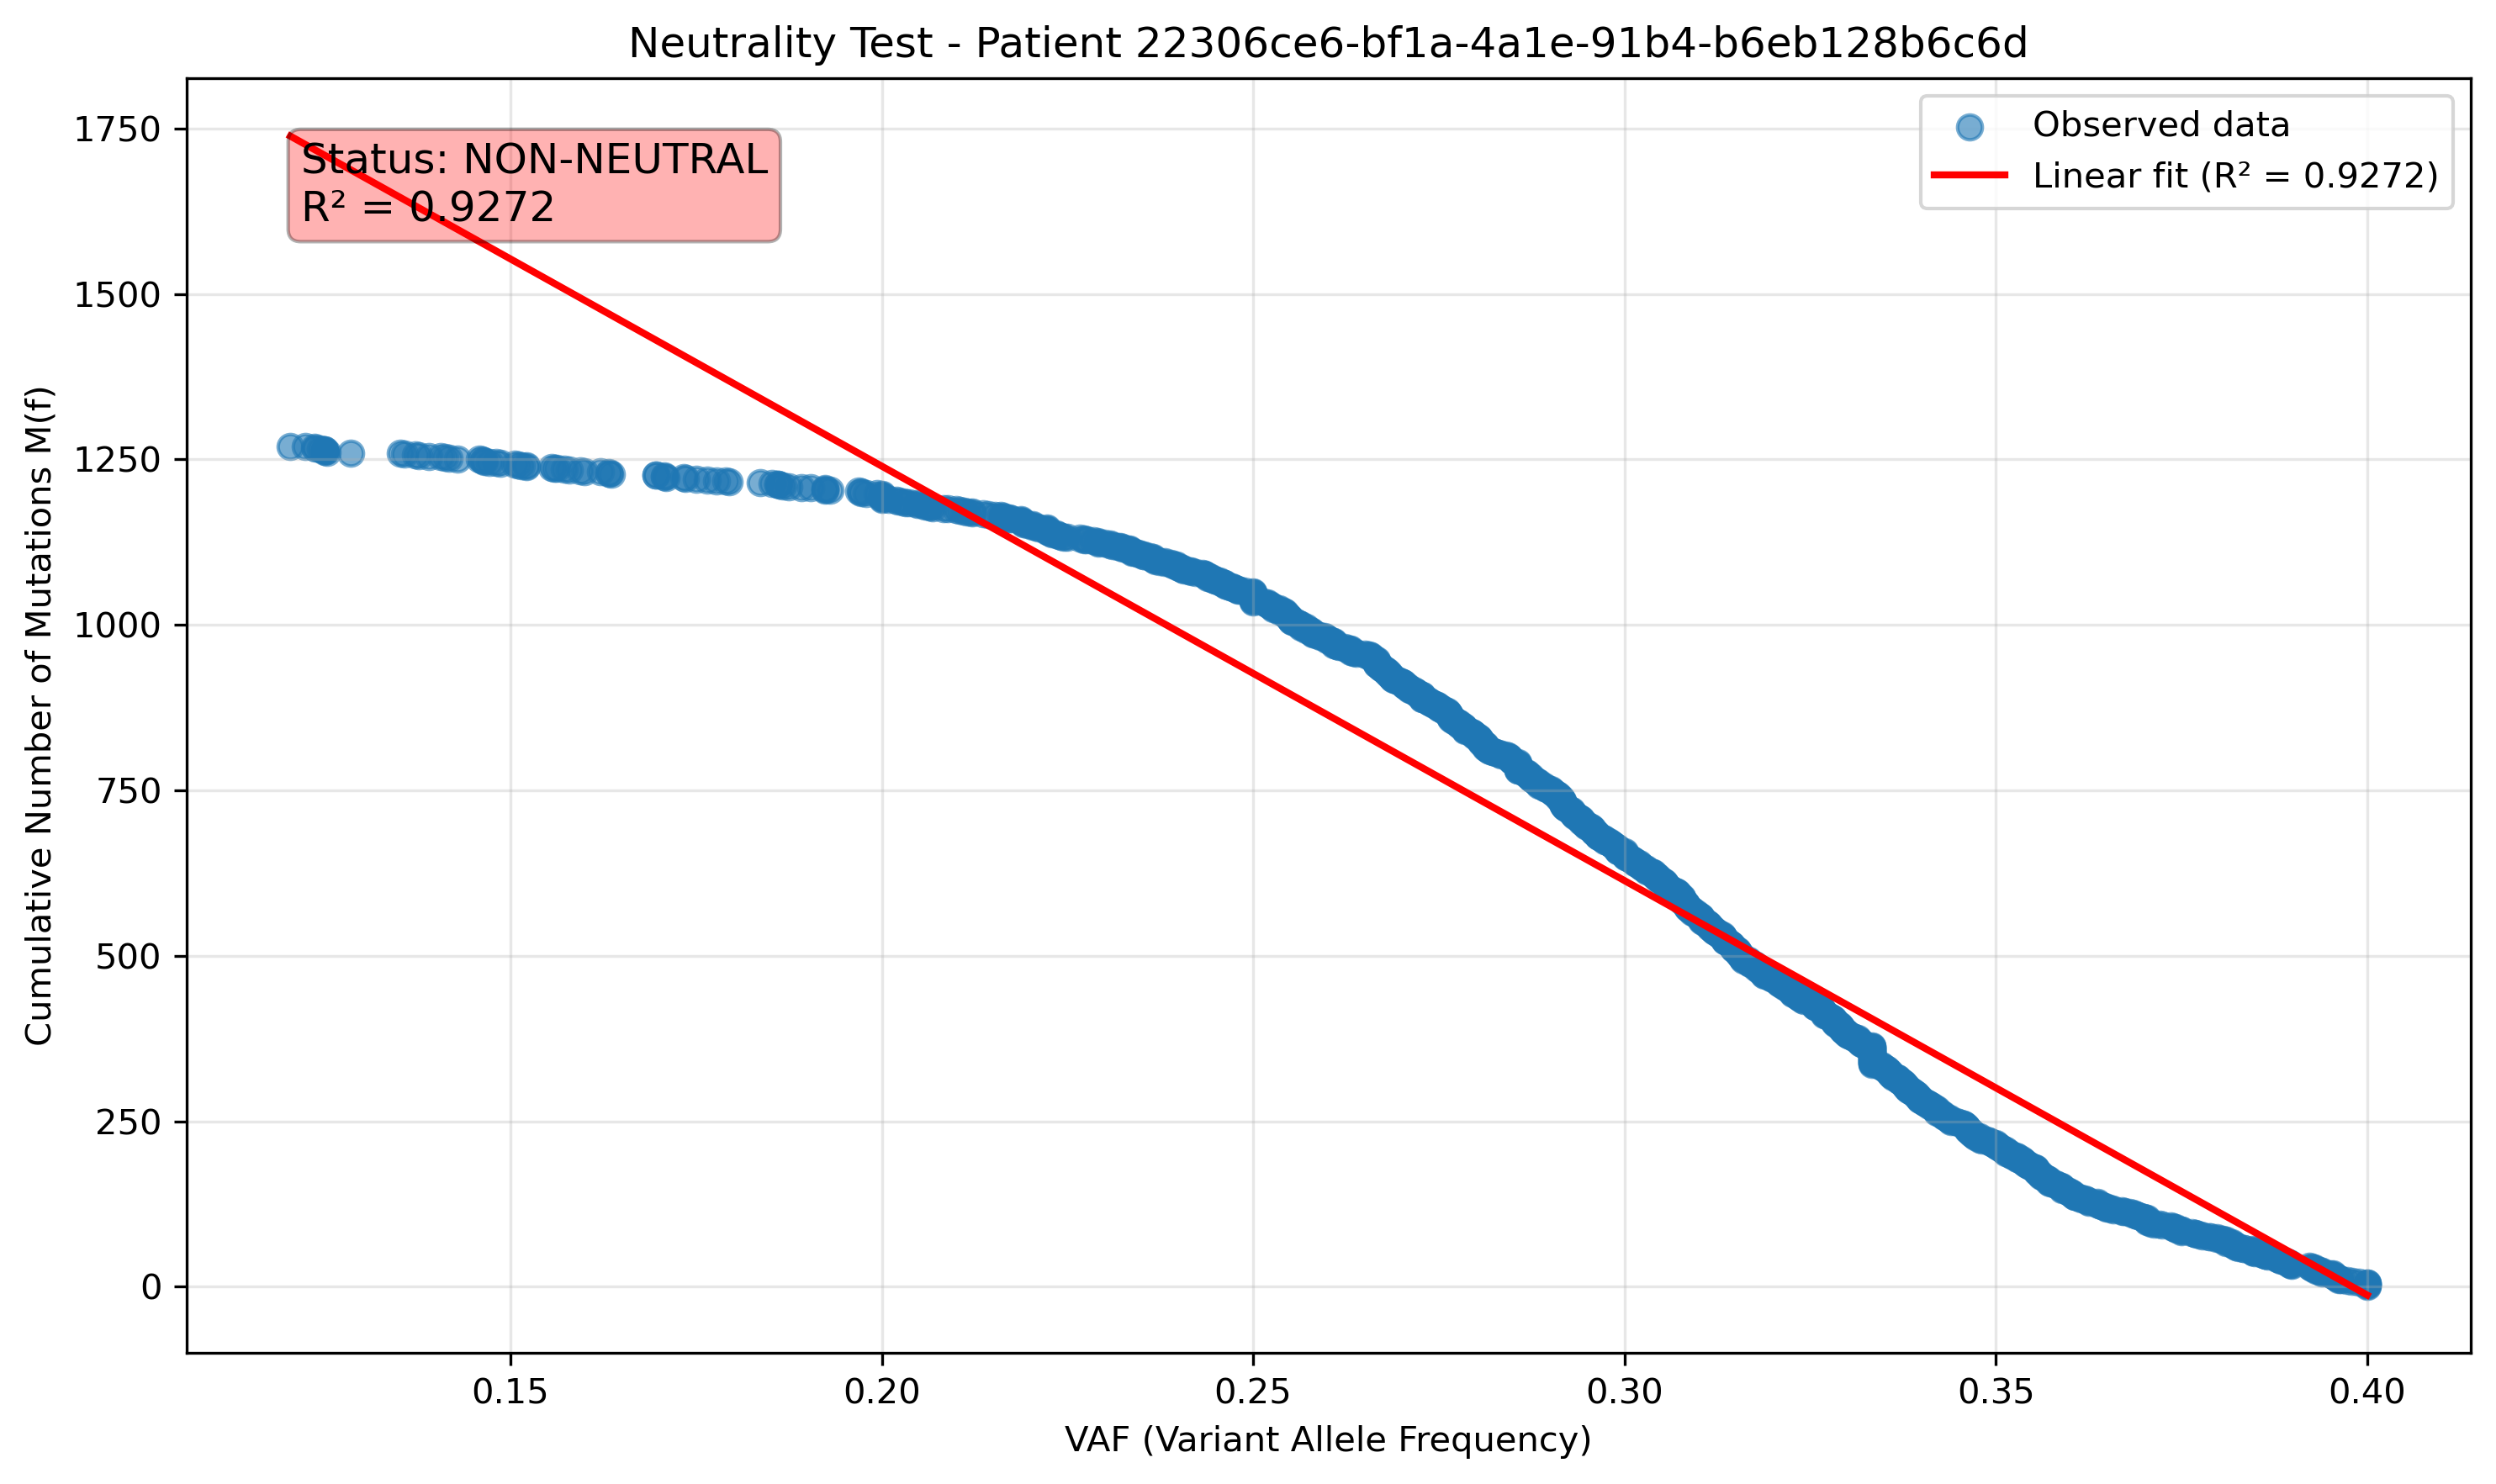 Neutrality Test - Patient 22306ce6-bf1a-4a1e-91b4-b6eb128b6c6d
Status: NON-NEUTRAL
R² = 0.9272
Observed data
Linear fit (R² = 0.9272)
Cumulative Number of Mutations M(f)
1750
1500
1250
1000
750
500
250
0
0.15
0.20
0.25
0.30
0.35
0.40
VAF (Variant Allele Frequency)